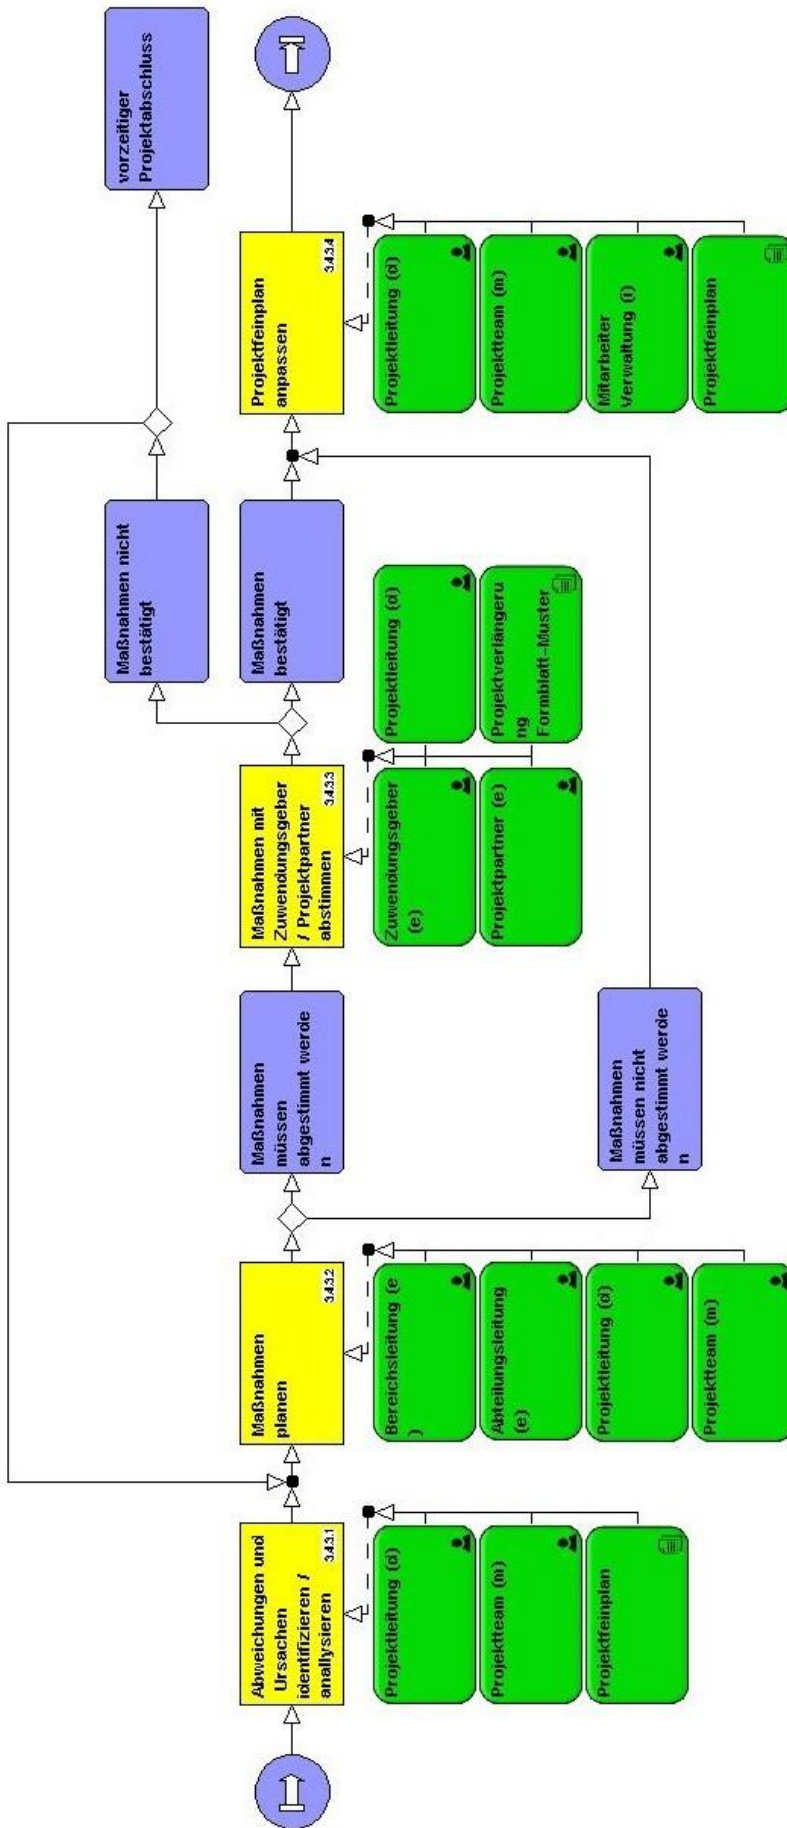 Abweichungen und
Ursachen
identifizieren /
anallysieren
3.4.3.1
Projektleitung (d)
Projektteam (m)
Projektfeinplan
Maßnahmen
planen
3.4.3.2
Bereichsleitung (e
)
Abteilungsleitung
(e)
Projektleitung (d)
Projektteam (m)
Maßnahmen
müssen
abgestimmt werde
n
Maßnahmen
müssen nicht
abgestimmt werde
n
Maßnahmen mit
Zuwendungsgeber
/ Projektpartner
abstimmen
3.4.3.3
Zuwendungsgeber
(e)
Projektpartner (e)
Projektleitung (d)
Projektverlängeru
ng
Formblatt-Muster
Maßnahmen nicht
bestätigt
Maßnahmen
bestätigt
vorzeitiger
Projektabschluss
Projektfeinplan
anpassen
3.4.3.4
Projektleitung (d)
Projektteam (m)
Mitarbeiter
Verwaltung (i)
Projektfeinplan